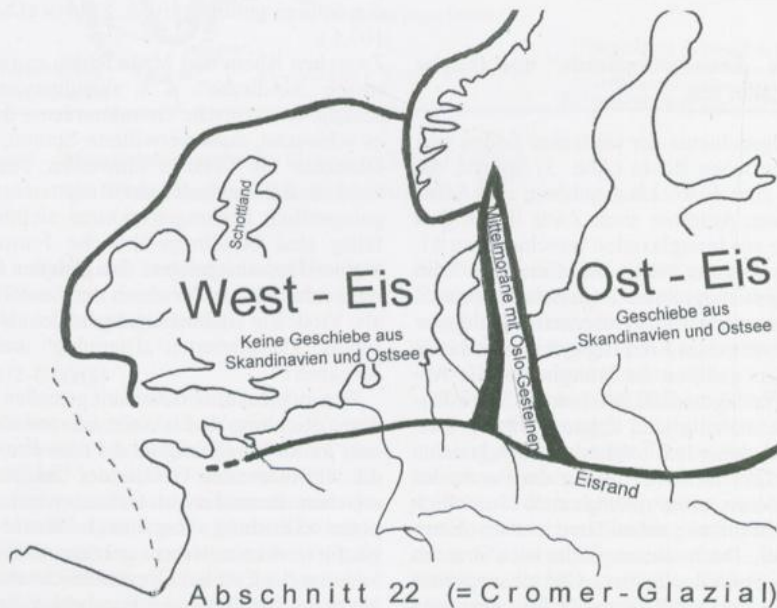 Schottland
West - Eis
Keine Geschiebe aus
Skandinavien und Ostsee
Mittelmoräne mit Oslo-Gesteinen
Ost - Eis
Geschiebe aus
Skandinavien und Ostsee
Eisrand
Abschnitt 22 (= Cromer-Glazial)